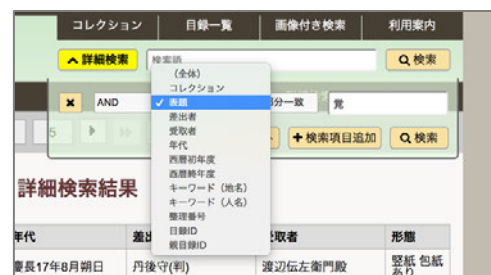 コレクション 目録一覧 画像付き検索 利用案内
詳細検索 検索語 検索
(全体)
コレクション
AND ✓ 表題 部分一致 覚
差出者
受取者
5
年代
+検索項目追加 検索
西暦初年度
西暦終年度
キーワード(地名)
キーワード(人名)
整理番号
目録ID
親目録ID
詳細検索結果
年代 差出 受取者 形態
慶長17年8月朔日 丹後守(判) 渡辺伝左衛門殿 竪紙 包紙
あり